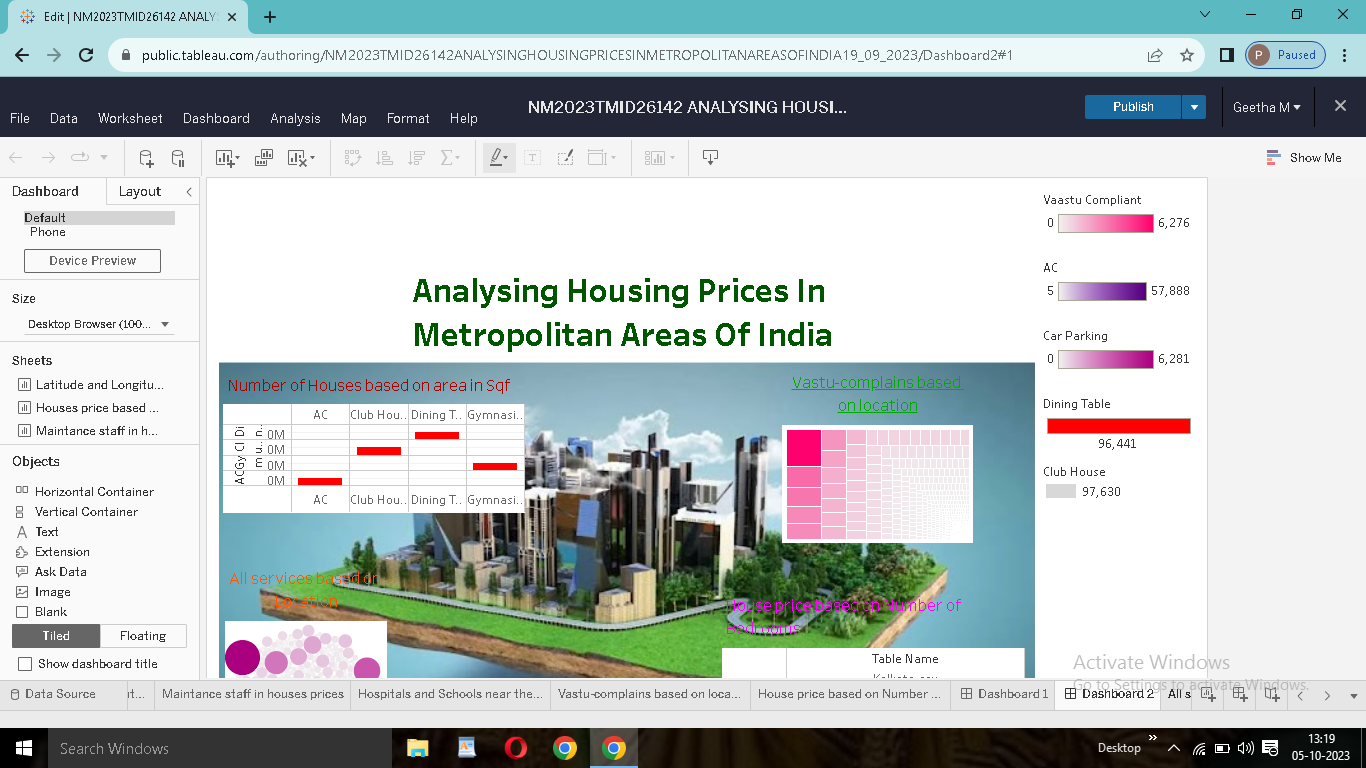 Edit | NM2023TMID26142 ANALYS
public.tableau.com/authoring/NM2023TMID26142ANALYSINGHOUSINGPRICESINMETROPOLITANAREASOFINDIA19_09_2023/Dashboard2#1
P Paused
NM2023TMID26142 ANALYSING HOUSI...
File Data Worksheet Dashboard Analysis Map Format Help
Publish
Geetha M
Show Me
Dashboard Layout
Default
Phone
Device Preview
Size
Desktop Browser (100...
Sheets
Latitude and Longitu...
Houses price based ...
Maintance staff in h...
Objects
Horizontal Container
Vertical Container
Text
Extension
Ask Data
Image
Blank
Tiled Floating
Show dashboard title
Analysing Housing Prices In
Metropolitan Areas Of India
Number of Houses based on area in Sqf
AC Club Hou.. Dining T.. Gymnasi..
0M
0M
0M
0M
AC Club Hou.. Dining T.. Gymnasi..
Vastu-complains based
on location
All services based on
Location
House price based on Number of
Bedrooms
Table Name
Vaastu Compliant
0 6,276
AC
5 57,888
Car Parking
0 6,281
Dining Table
96,441
Club House
97,630
Activate Windows
Go to Settings to activate Windows.
Data Source
Maintance staff in houses prices
Hospitals and Schools near the...
Vastu-complains based on loca...
House price based on Number ...
Dashboard 1
Dashboard 2
All s
Search Windows
Desktop
13:19
05-10-2023